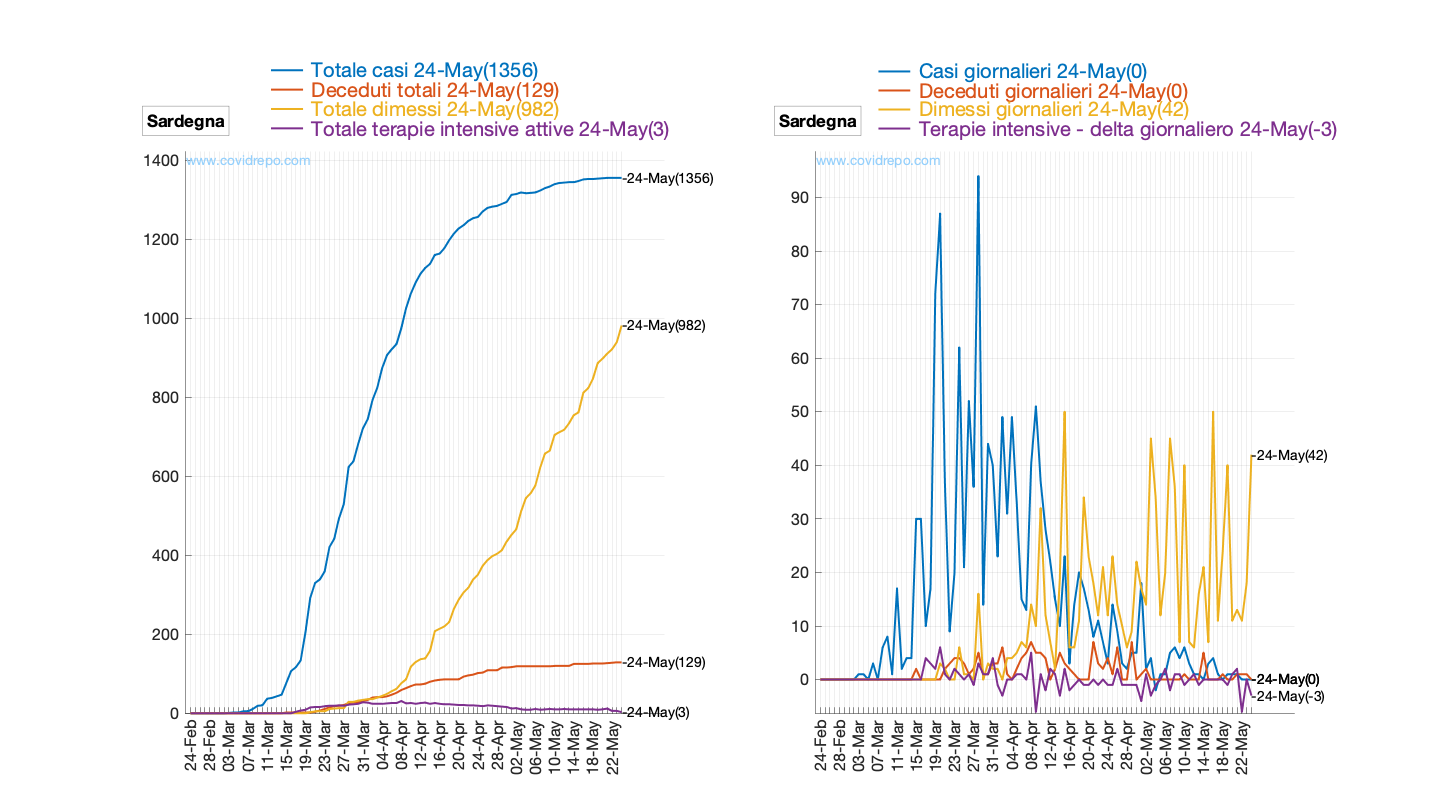 Totale casi 24-May(1356)
Deceduti totali 24-May(129)
Totale dimessi 24-May(982)
Totale terapie intensive attive 24-May(3)
Sardegna
www.covidrepo.com
1400
1200
1000
800
600
400
200
0
-24-May(1356)
-24-May(982)
-24-May(129)
-24-May(3)
24-Feb
28-Feb
03-Mar
07-Mar
11-Mar
15-Mar
19-Mar
23-Mar
27-Mar
31-Mar
04-Apr
08-Apr
12-Apr
16-Apr
20-Apr
24-Apr
28-Apr
02-May
06-May
10-May
14-May
18-May
22-May
Casi giornalieri 24-May(0)
Deceduti giornalieri 24-May(0)
Dimessi giornalieri 24-May(42)
Terapie intensive - delta giornaliero 24-May(-3)
Sardegna
www.covidrepo.com
90
80
70
60
50
40
30
20
10
0
-24-May(42)
-24-May(0)
-24-May(-3)
24-Feb
28-Feb
03-Mar
07-Mar
11-Mar
15-Mar
19-Mar
23-Mar
27-Mar
31-Mar
04-Apr
08-Apr
12-Apr
16-Apr
20-Apr
24-Apr
28-Apr
02-May
06-May
10-May
14-May
18-May
22-May